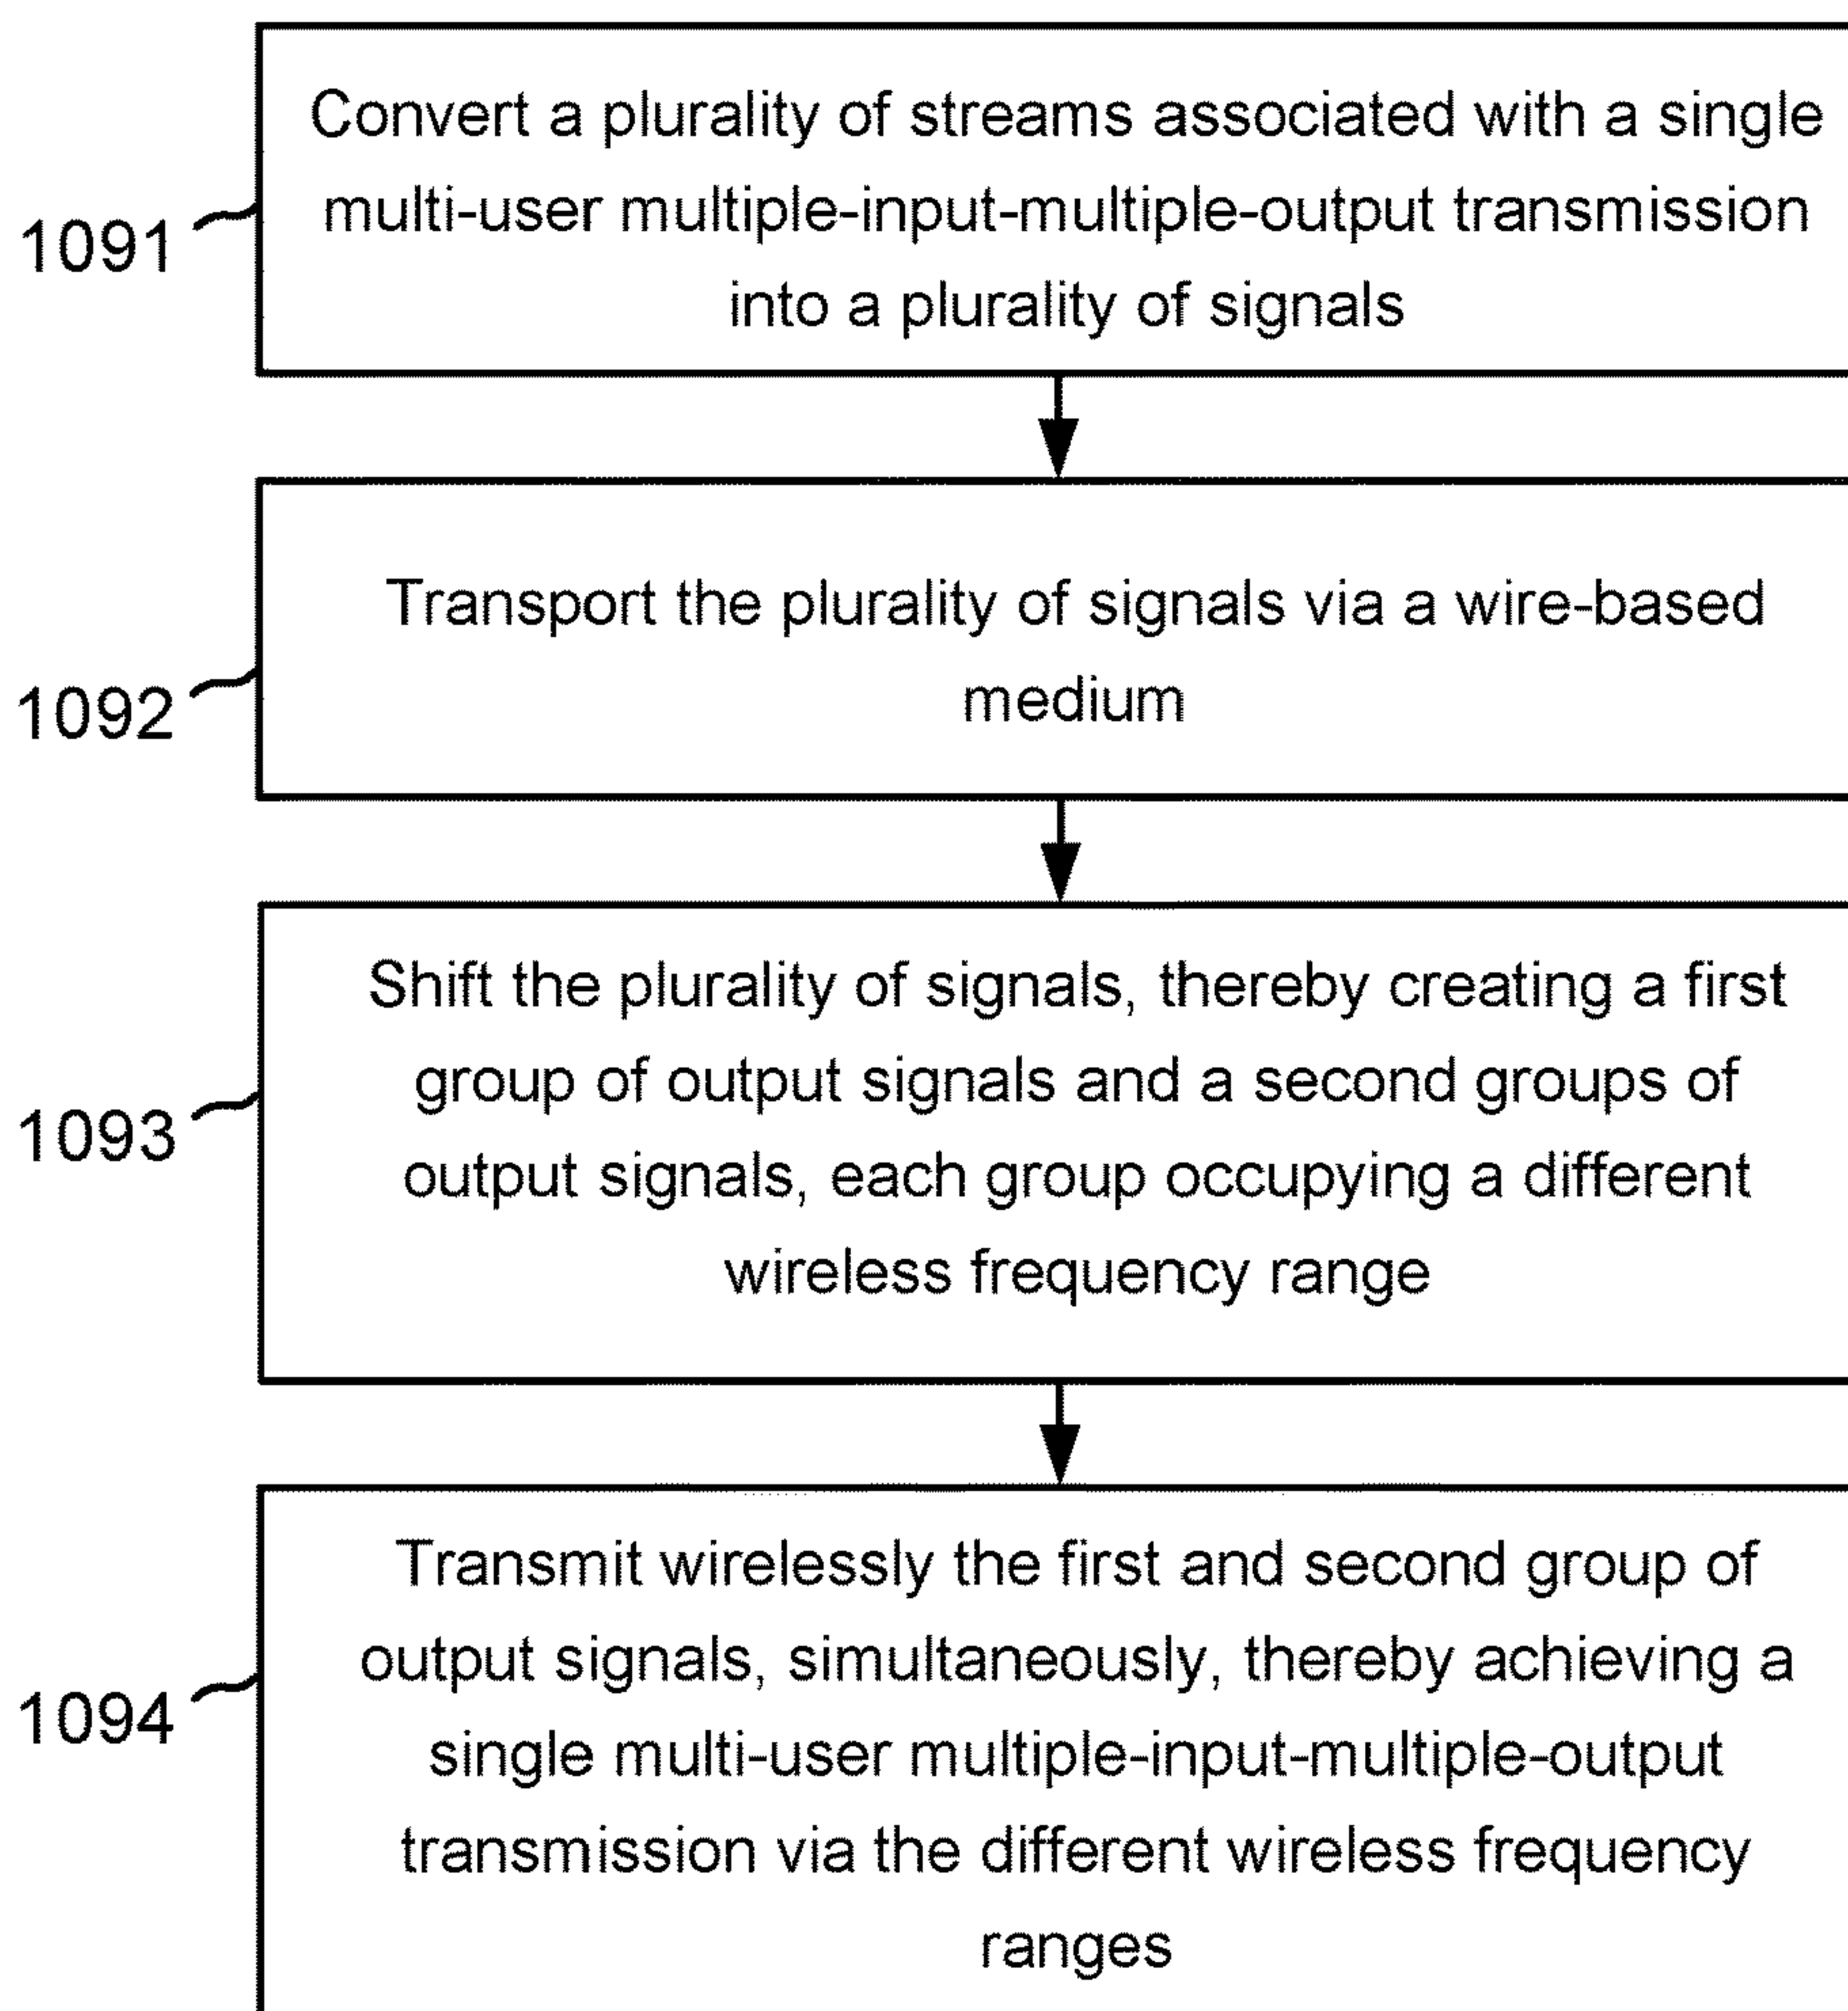 Convert a plurality of streams associated with a single
multi-user multiple-input-multiple-output transmission
into a plurality of signals
1091
Transport the plurality of signals via a wire-based
medium
1092
Shift the plurality of signals, thereby creating a first
group of output signals and a second groups of
output signals, each group occupying a different
wireless frequency range
1093
Transmit wirelessly the first and second group of
output signals, simultaneously, thereby achieving a
single multi-user multiple-input-multiple-output
transmission via the different wireless frequency
ranges
1094